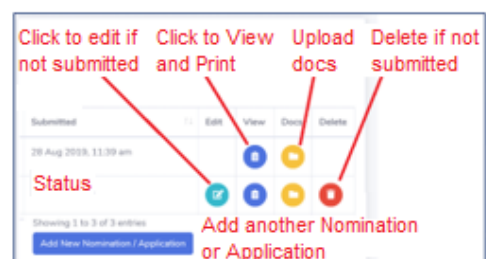 Click to edit if not submitted
Click to View and Print
Upload docs
Delete if not submitted
Submitted Edit View Docs Delete
28 Aug 2019, 11:39 am
Status
Showing 1 to 3 of 3 entries
Add New Nomination / Application
Add another Nomination
or Application